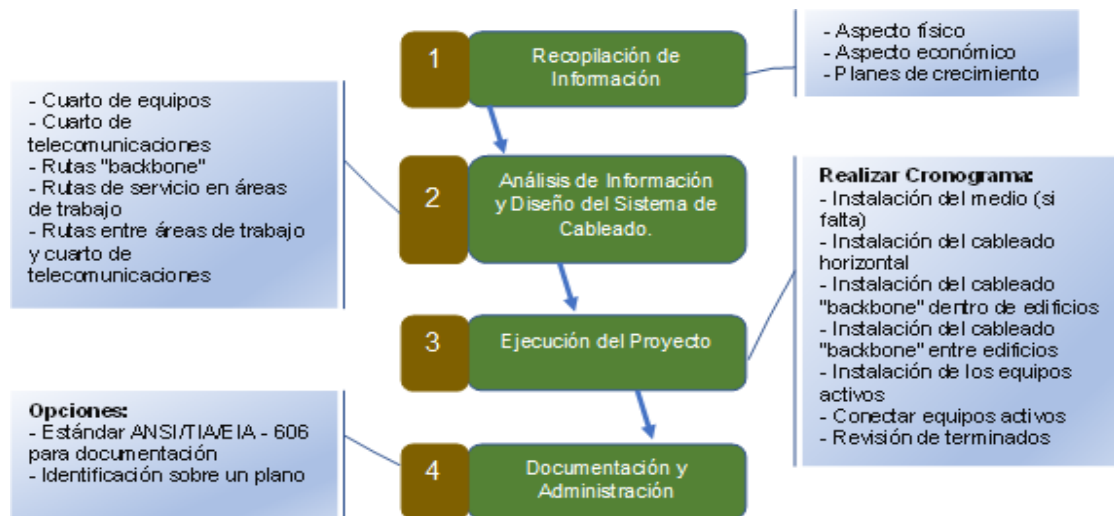 1
Recopilación de
Información
- Aspecto físico
- Aspecto económico
- Planes de crecimiento
- Cuarto de equipos
- Cuarto de
telecomunicaciones
- Rutas "backbone"
- Rutas de servicio en áreas
de trabajo
- Rutas entre áreas de trabajo
y cuarto de
telecomunicaciones
2
Análisis de Información
y Diseño del Sistema de
Cableado.
3
Ejecución del Proyecto
Realizar Cronograma:
- Instalación del medio (si
falta)
- Instalación del cableado
horizontal
- Instalación del cableado
"backbone" dentro de edificios
- Instalación del cableado
"backbone" entre edificios
- Instalación de los equipos
activos
- Conectar equipos activos
- Revisión de terminados
Opciones:
- Estándar ANSI/TIA/EIA - 606
para documentación
- Identificación sobre un plano
4
Documentación y
Administración